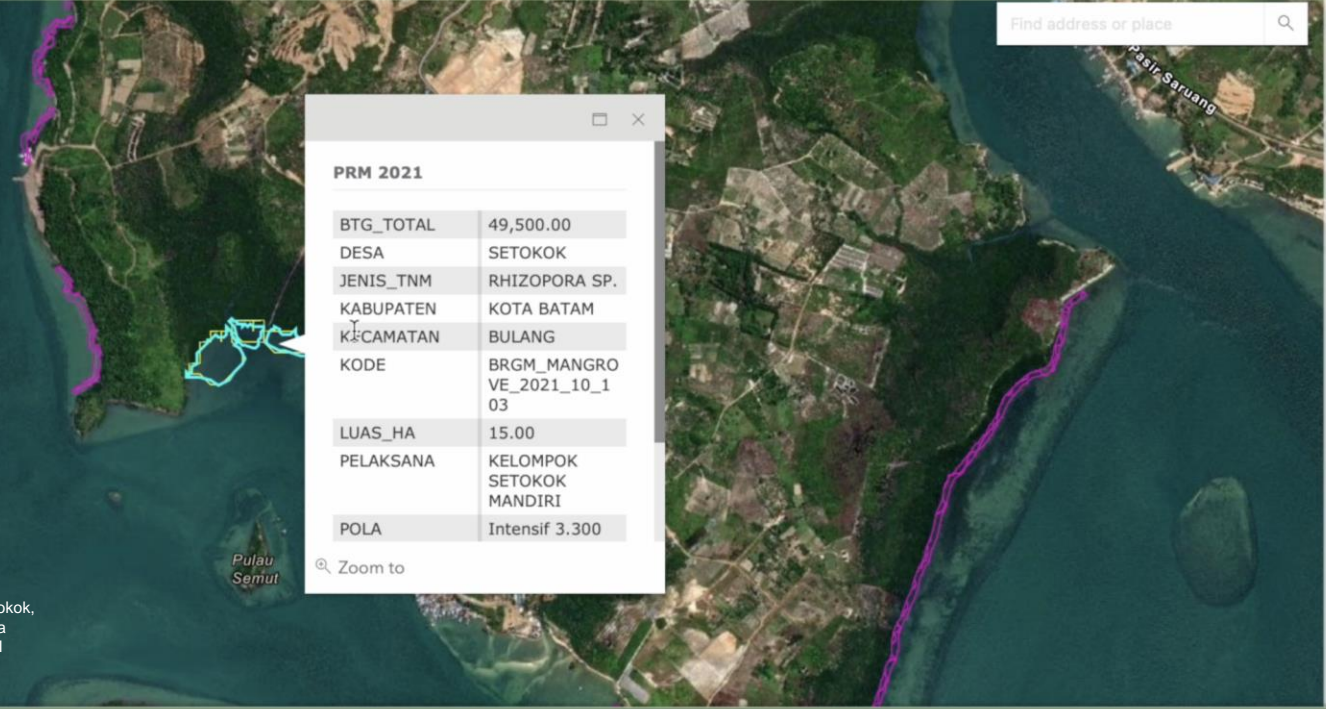 Find address or place
Pasir Saruang
PRM 2021
BTG_TOTAL 49,500.00
DESA SETOKOK
JENIS_TNM RHIZOPORA SP.
KABUPATEN KOTA BATAM
KECAMATAN BULANG
KODE BRGM_MANGRO
VE_2021_10_1
03
LUAS_HA 15.00
PELAKSANA KELOMPOK
SETOKOK
MANDIRI
POLA Intensif 3.300
Zoom to
Pulau
Semut
okok,
a